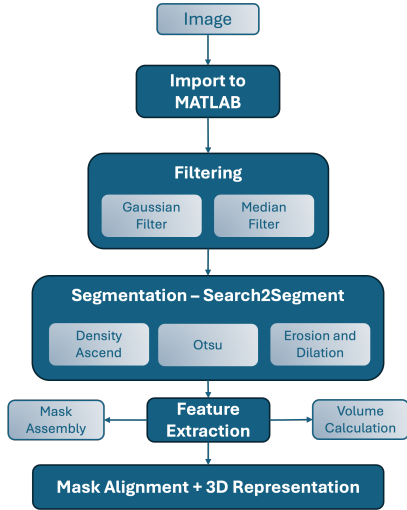 Image
Import to
MATLAB
Filtering
Gaussian
Filter
Median
Filter
Segmentation – Search2Segment
Density
Ascend
Otsu
Erosion and
Dilation
Mask
Assembly
Feature
Extraction
Volume
Calculation
Mask Alignment + 3D Representation